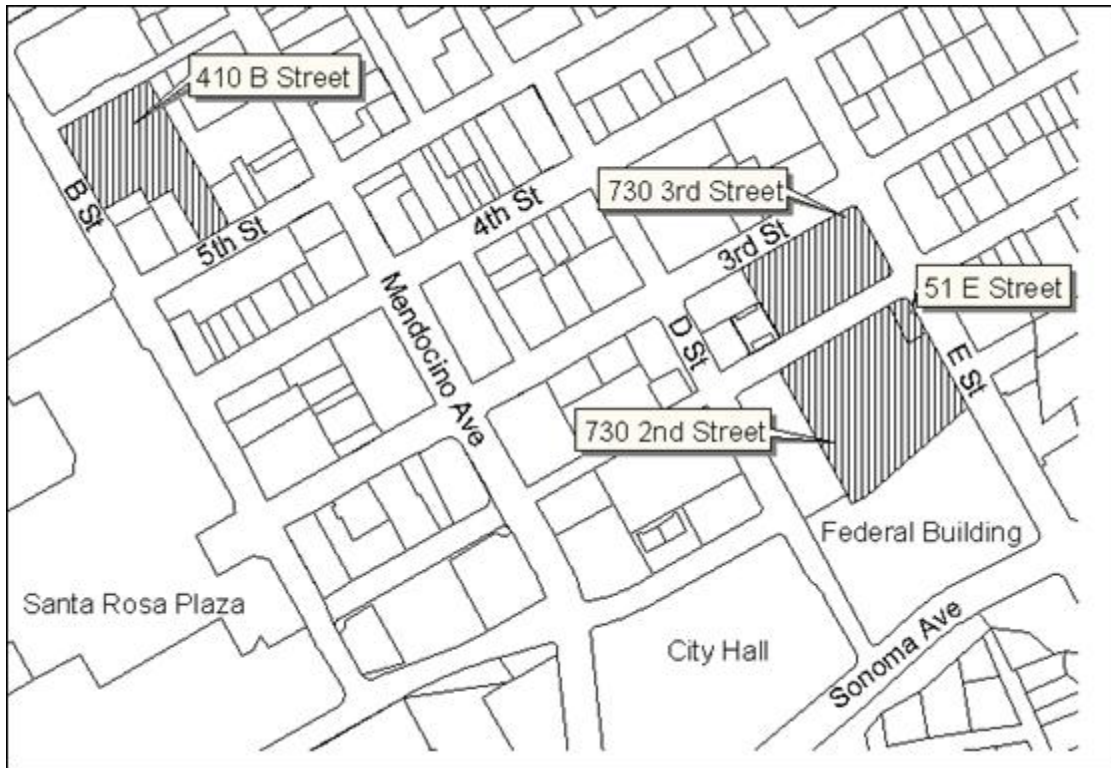 410 B Street
B St
5th St
4th St
730 3rd Street
3rd St
51 E Street
Mendocino Ave
D St
E St
730 2nd Street
Federal Building
Santa Rosa Plaza
City Hall
Sonoma Ave